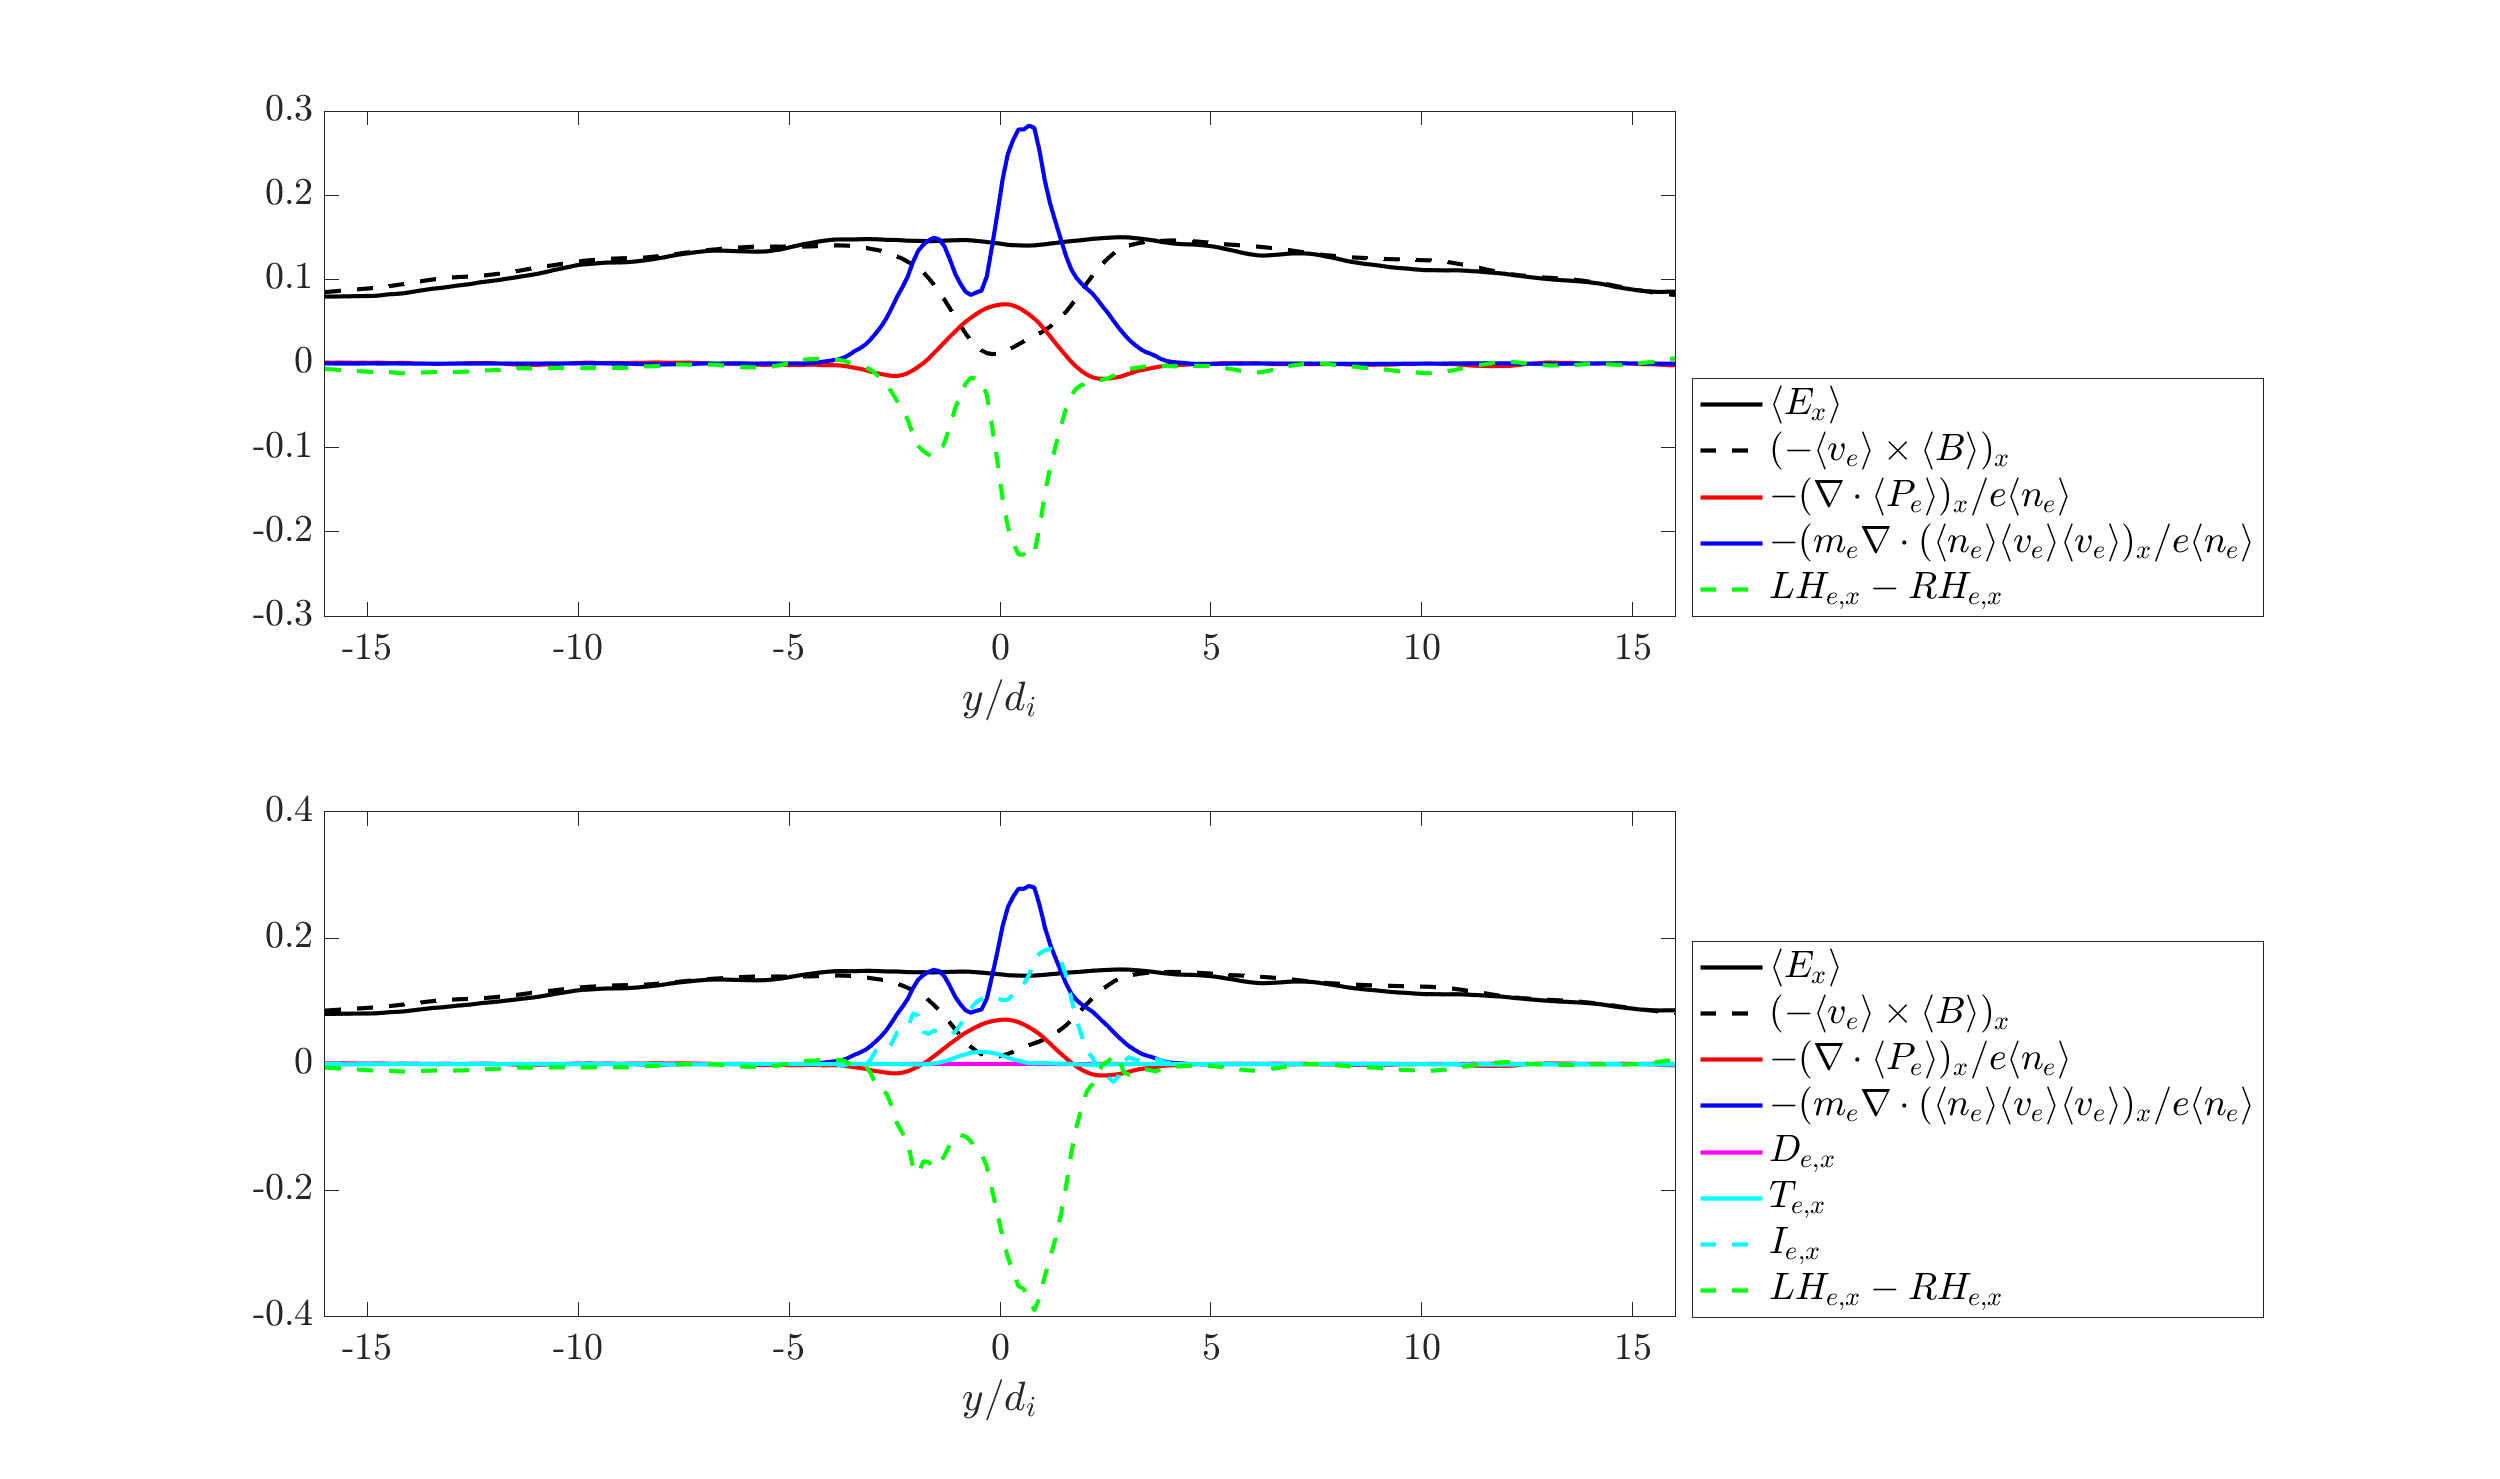 0.3
0.2
0.1
0
-0.1
-0.2
-0.3
-15 -10 -5 0 5 10 15
y/d_i
⟨E_x⟩
(−⟨v_e⟩ × ⟨B⟩)_x
−(∇ · ⟨P_e⟩)_x/e⟨n_e⟩
−(m_e∇ · (⟨n_e⟩⟨v_e⟩⟨v_e⟩)_x/e⟨n_e⟩
LH_{e,x} − RH_{e,x}
0.4
0.2
0
-0.2
-0.4
-15 -10 -5 0 5 10 15
y/d_i
⟨E_x⟩
(−⟨v_e⟩ × ⟨B⟩)_x
−(∇ · ⟨P_e⟩)_x/e⟨n_e⟩
−(m_e∇ · (⟨n_e⟩⟨v_e⟩⟨v_e⟩)_x/e⟨n_e⟩
D_{e,x}
T_{e,x}
I_{e,x}
LH_{e,x} − RH_{e,x}